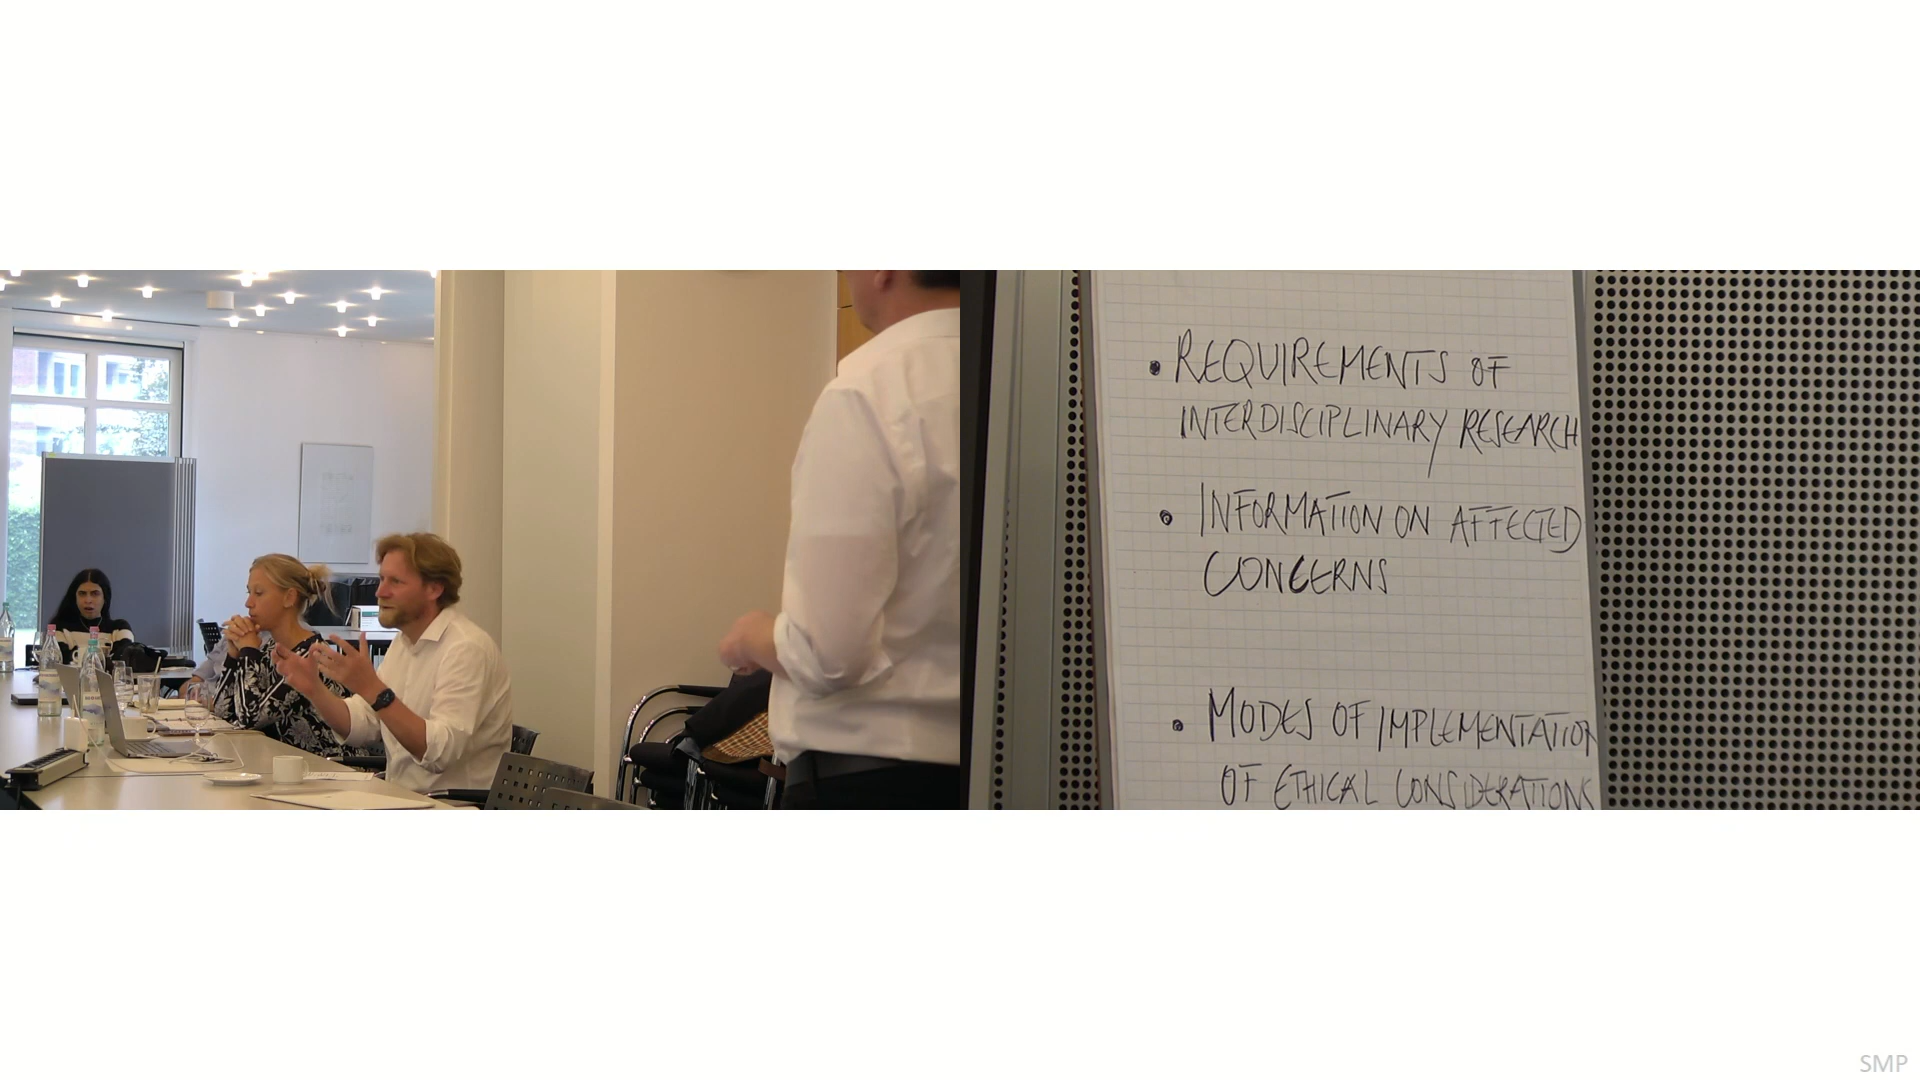 • REQUIREMENTS OF
INTERDISCIPLINARY RESEARCH
• INFORMATION ON AFFECTED
CONCERNS
• MODES OF IMPLEMENTATION
OF ETHICAL CONSIDERATIONS
SMP